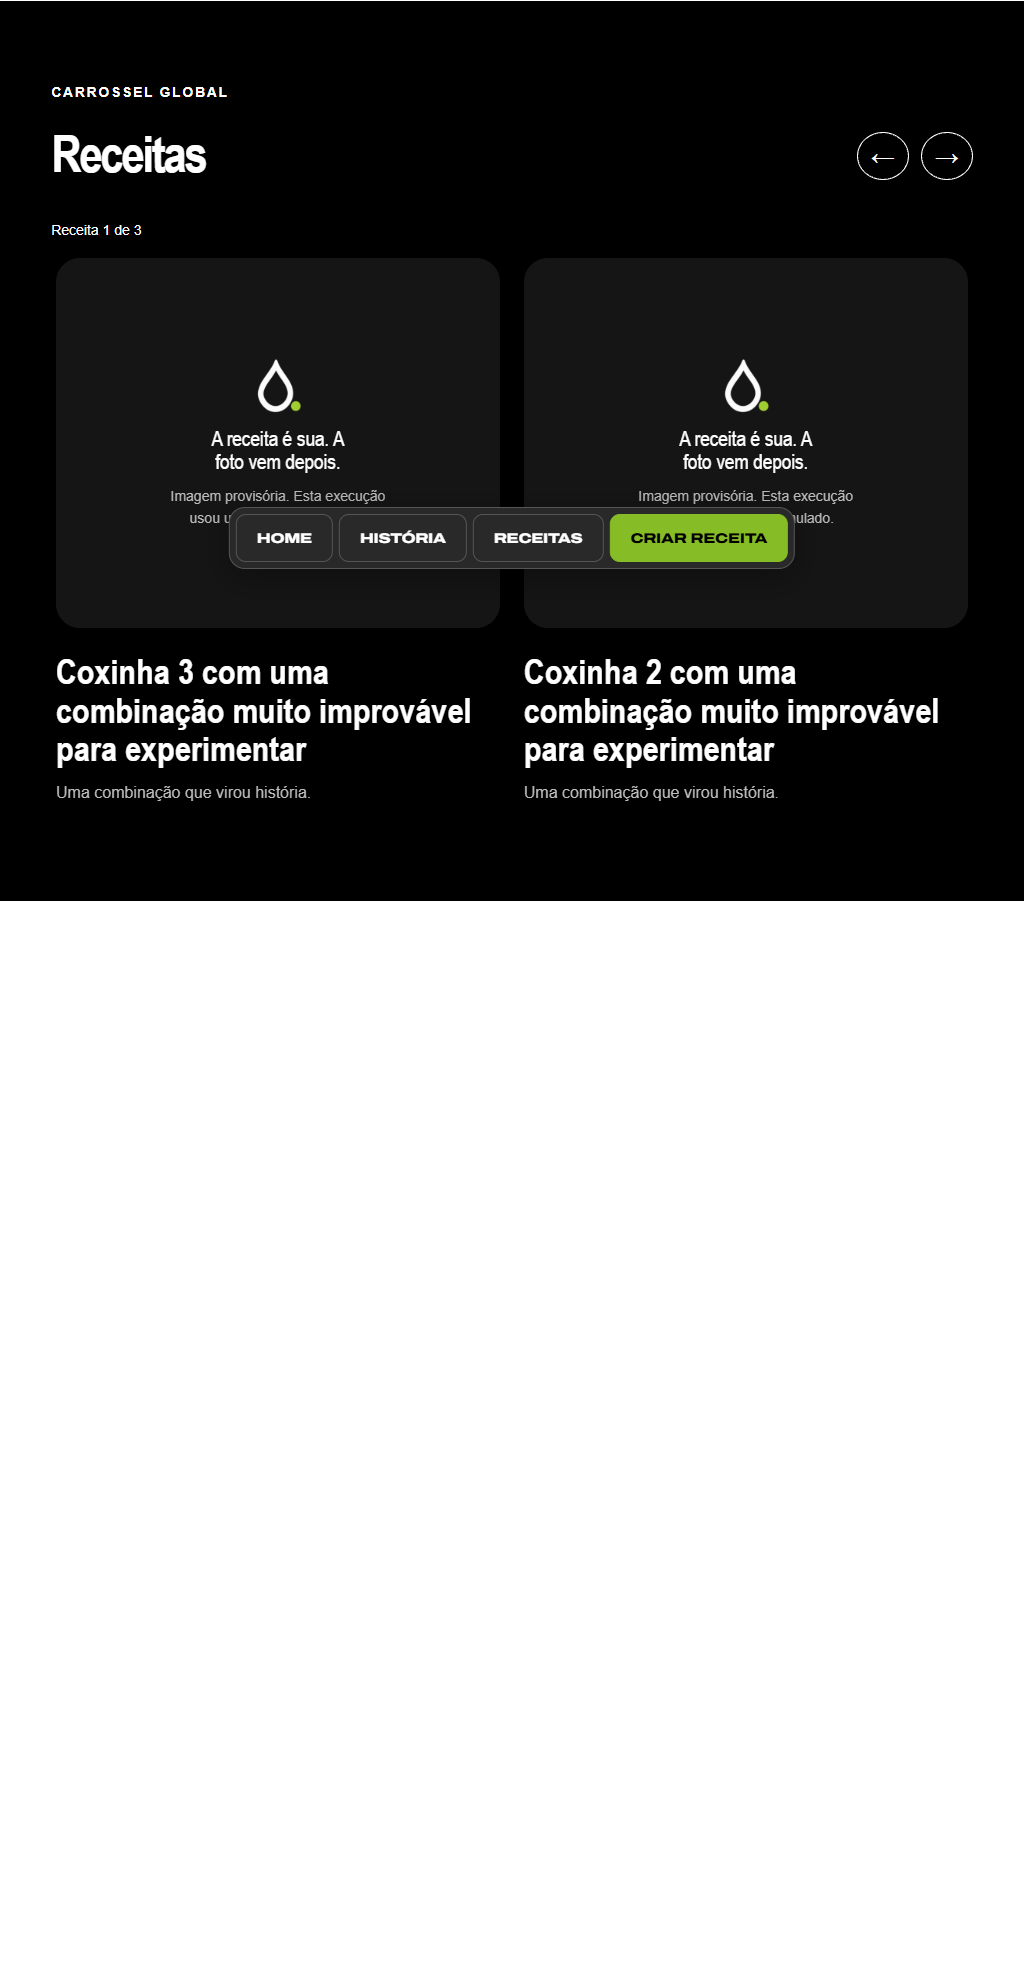 CARROSSEL GLOBAL
Receitas
← →
Receita 1 de 3
A receita é sua. A
foto vem depois.
Imagem provisória. Esta execução
usou
A receita é sua. A
foto vem depois.
Imagem provisória. Esta execução
HOME HISTÓRIA RECEITAS CRIAR RECEITA
Coxinha 3 com uma
combinação muito improvável
para experimentar
Uma combinação que virou história.
Coxinha 2 com uma
combinação muito improvável
para experimentar
Uma combinação que virou história.